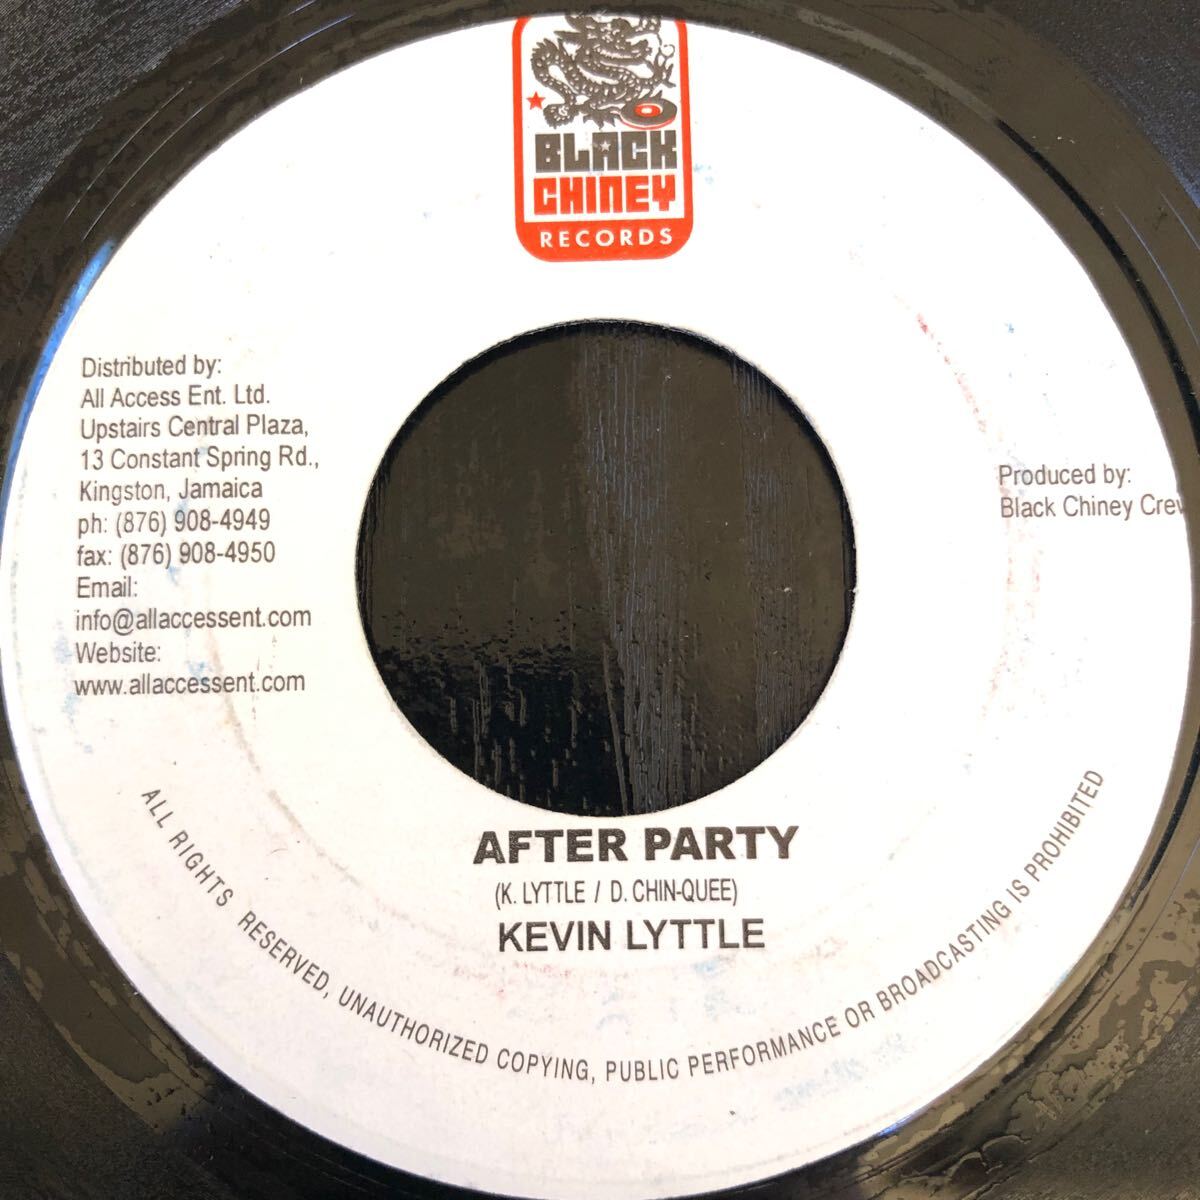 BLACK
CHINEY
RECORDS
Distributed by:
All Access Ent. Ltd.
Upstairs Central Plaza,
13 Constant Spring Rd.,
Kingston, Jamaica
ph: (876) 908-4949
fax: (876) 908-4950
Email:
info@allaccessent.com
Website:
www.allaccessent.com
Produced by:
Black Chiney Crew
AFTER PARTY
(K. LYTTLE / D. CHIN-QUEE)
KEVIN LYTTLE
ALL RIGHTS RESERVED, UNAUTHORIZED COPYING, PUBLIC PERFORMANCE OR BROADCASTING IS PROHIBITED